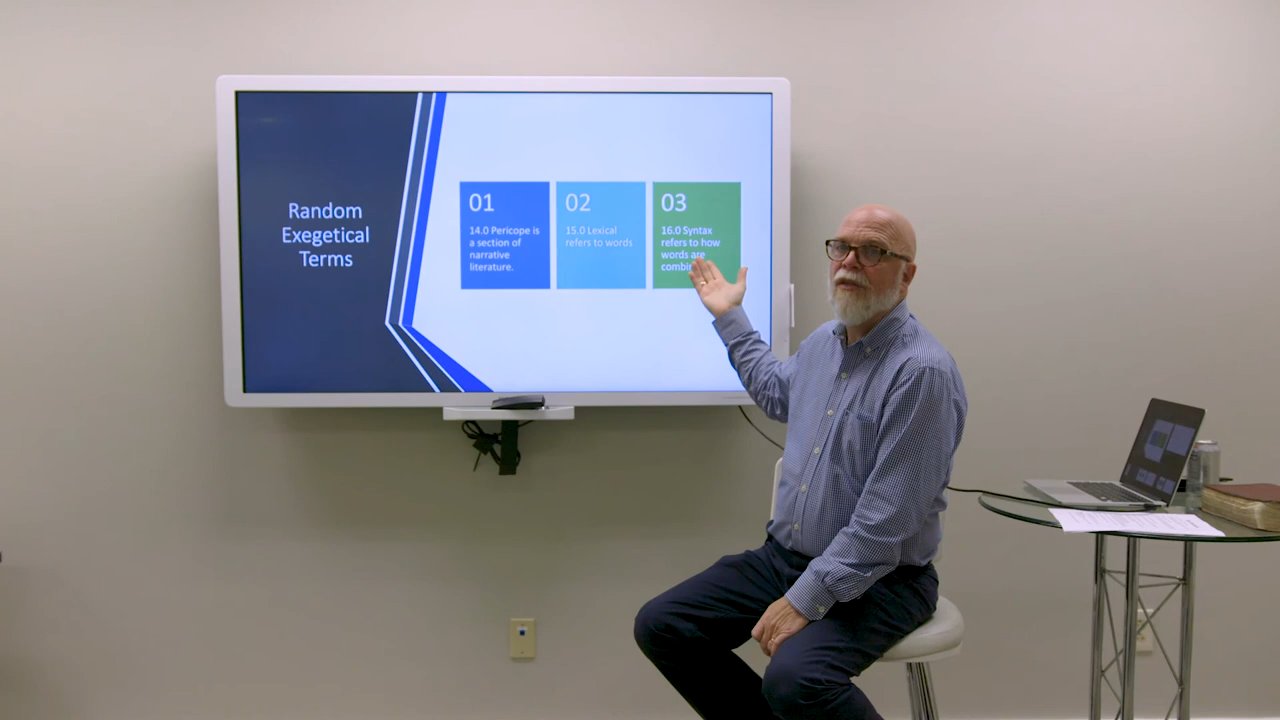 Random
Exegetical
Terms
01
14.0 Pericope is
a section of
narrative
literature.
02
15.0 Lexical
refers to words
03
16.0 Syntax
refers to how
words are